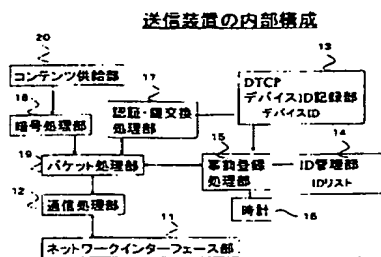 送信装置の内部構成
20
コンテンツ供給部
18
暗号処理部
17
認証・鍵交換
処理部
13
DTCP
デバイスID記録部
デバイスID
19
パケット処理部
15
事前登録
処理部
14
ID管理部
IDリスト
12
通信処理部
時計
16
11
ネットワークインターフェース部